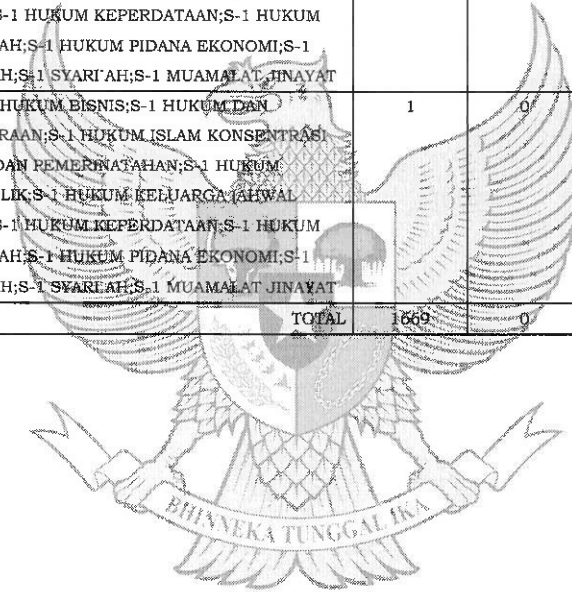 S-1 HUKUM KEPERDATAAN;S-1 HUKUM
AH;S-1 HUKUM PIDANA EKONOMI;S-1
H;S-1 SYARI'AH;S-1 MUAMALAT JINAYAT
HUKUM BISNIS;S-1 HUKUM DAN 1 0
RAAN;S-1 HUKUM ISLAM KONSENTRASI
DAN PEMERINATAHAN;S-1 HUKUM
LIK;S-1 HUKUM KELUARGA (AHWAL
S-1 HUKUM KEPERDATAAN;S-1 HUKUM
AH;S-1 HUKUM PIDANA EKONOMI;S-1
H;S-1 SYARI'AH;S-1 MUAMALAT JINAYAT
TOTAL 1669 0
BHINNEKA TUNGGAL IKA